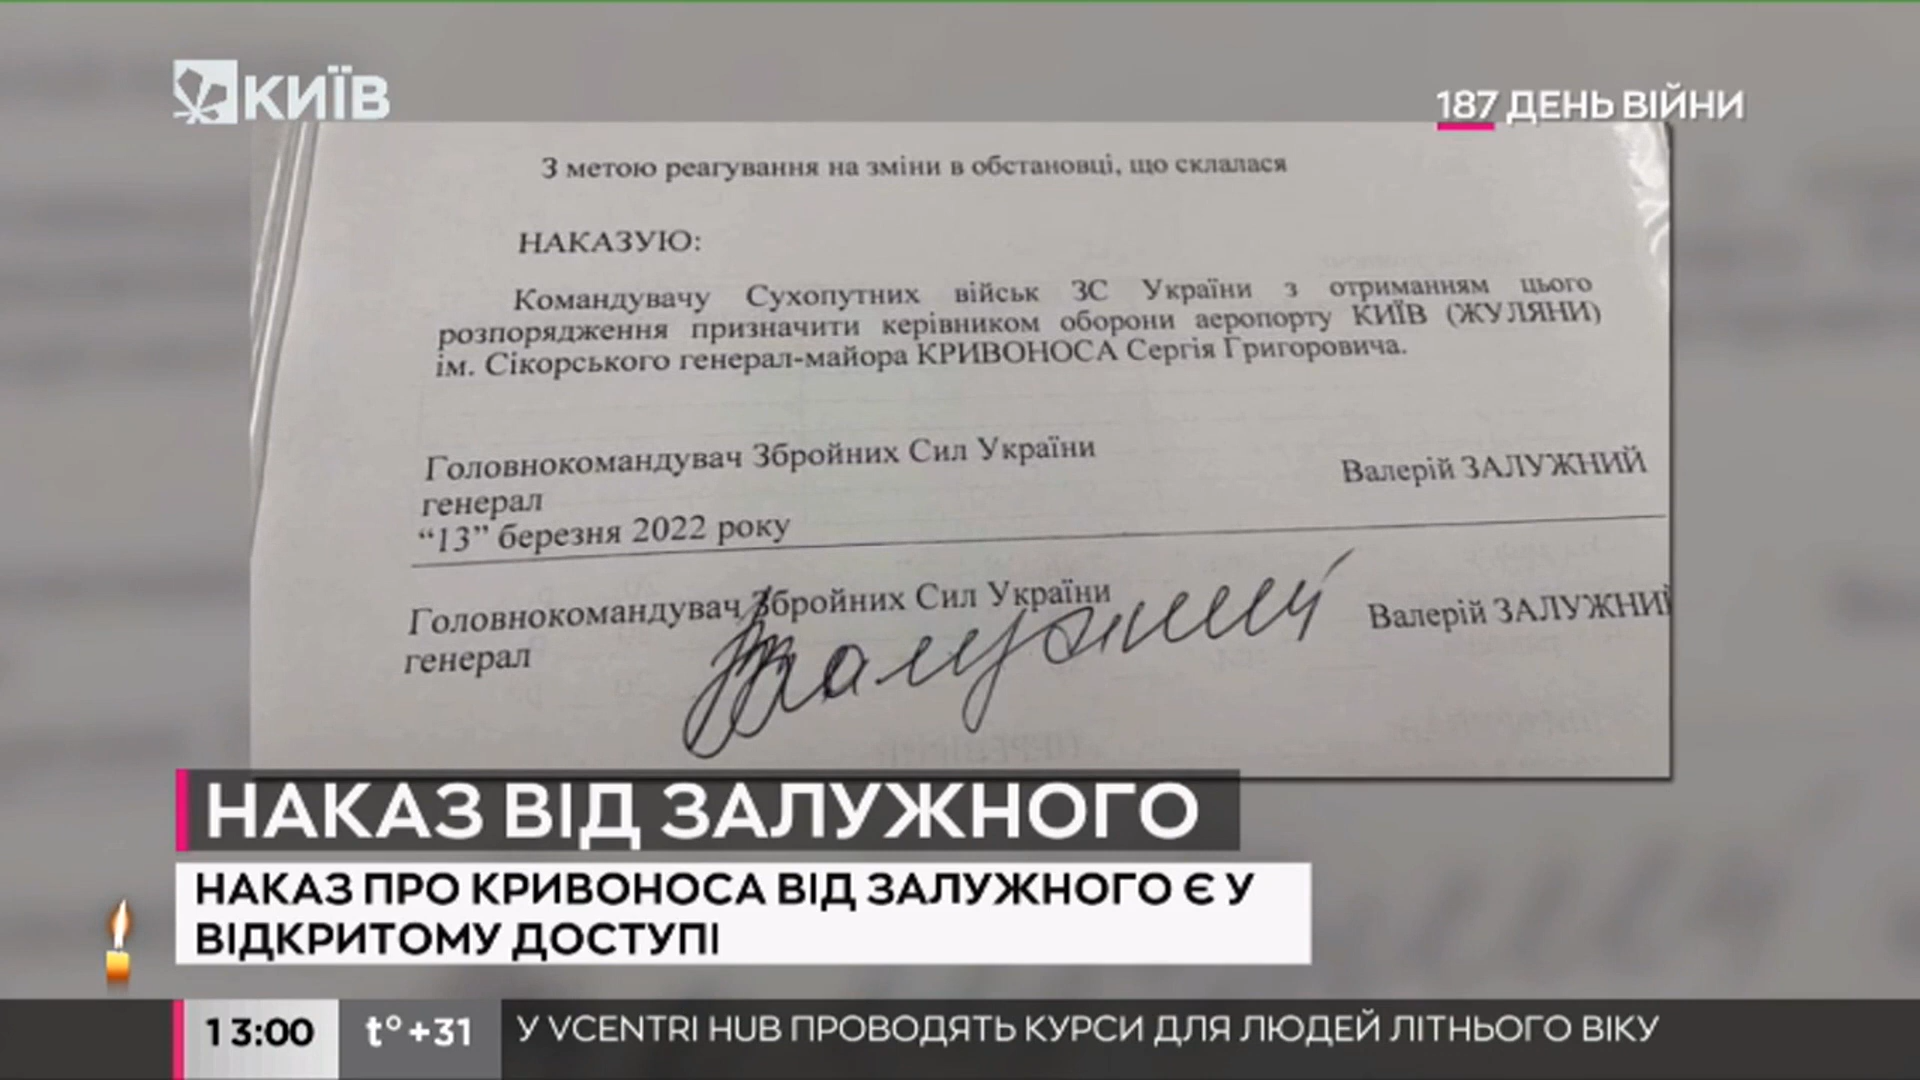 КИЇВ
187 ДЕНЬ ВІЙНИ
З метою реагування на зміни в обстановці, що склалася
НАКАЗУЮ:
Командувачу Сухопутних військ ЗС України з отриманням цього
розпорядження призначити керівником оборони аеропорту КИЇВ (ЖУЛЯНИ)
ім. Сікорського генерал-майора КРИВОНОСА Сергія Григоровича.
Головнокомандувач Збройних Сил України
генерал
Валерій ЗАЛУЖНИЙ
“13” березня 2022 року
Головнокомандувач Збройних Сил України
генерал
Валерій ЗАЛУЖНИЙ
НАКАЗ ВІД ЗАЛУЖНОГО
НАКАЗ ПРО КРИВОНОСА ВІД ЗАЛУЖНОГО Є У
ВІДКРИТОМУ ДОСТУПІ
13:00 t° +31 У VCENTRI HUB ПРОВОДЯТЬ КУРСИ ДЛЯ ЛЮДЕЙ ЛІТНЬОГО ВІКУ